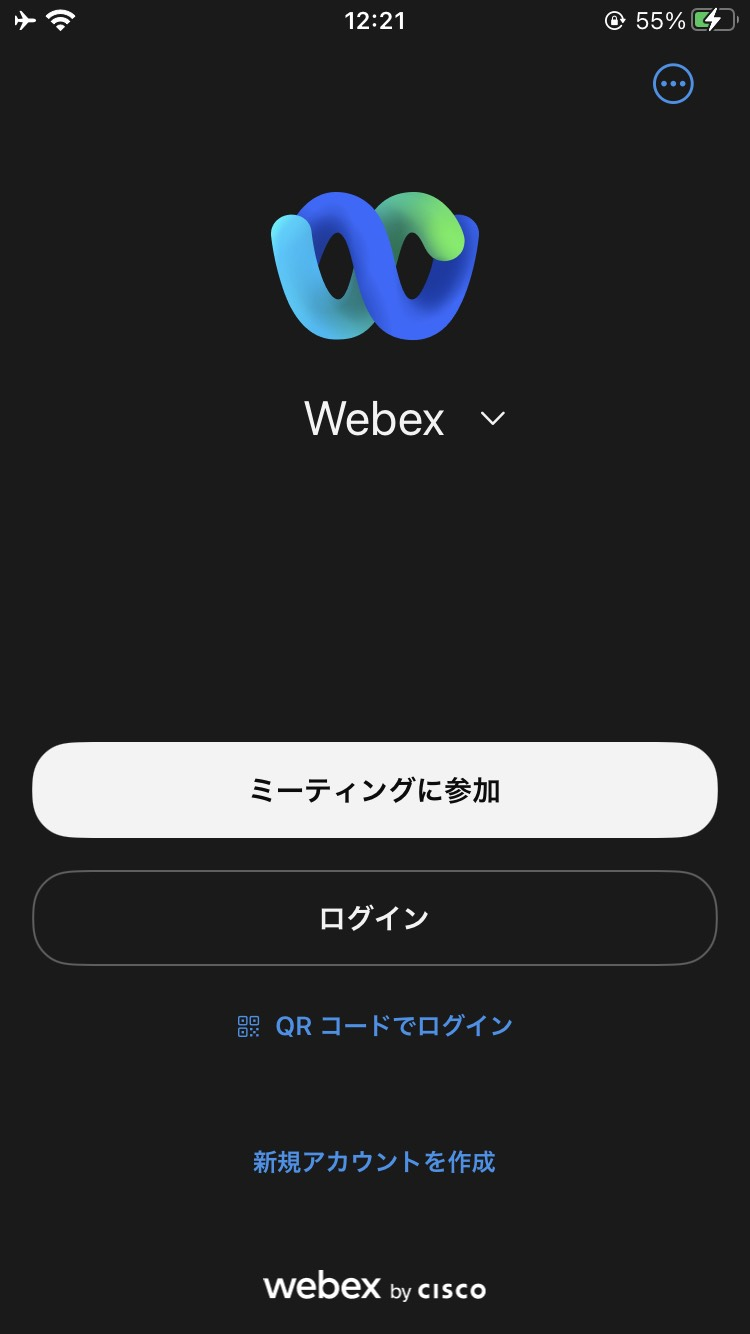 12:21
55%
Webex
ミーティングに参加
ログイン
QR コードでログイン
新規アカウントを作成
webex by CISCO